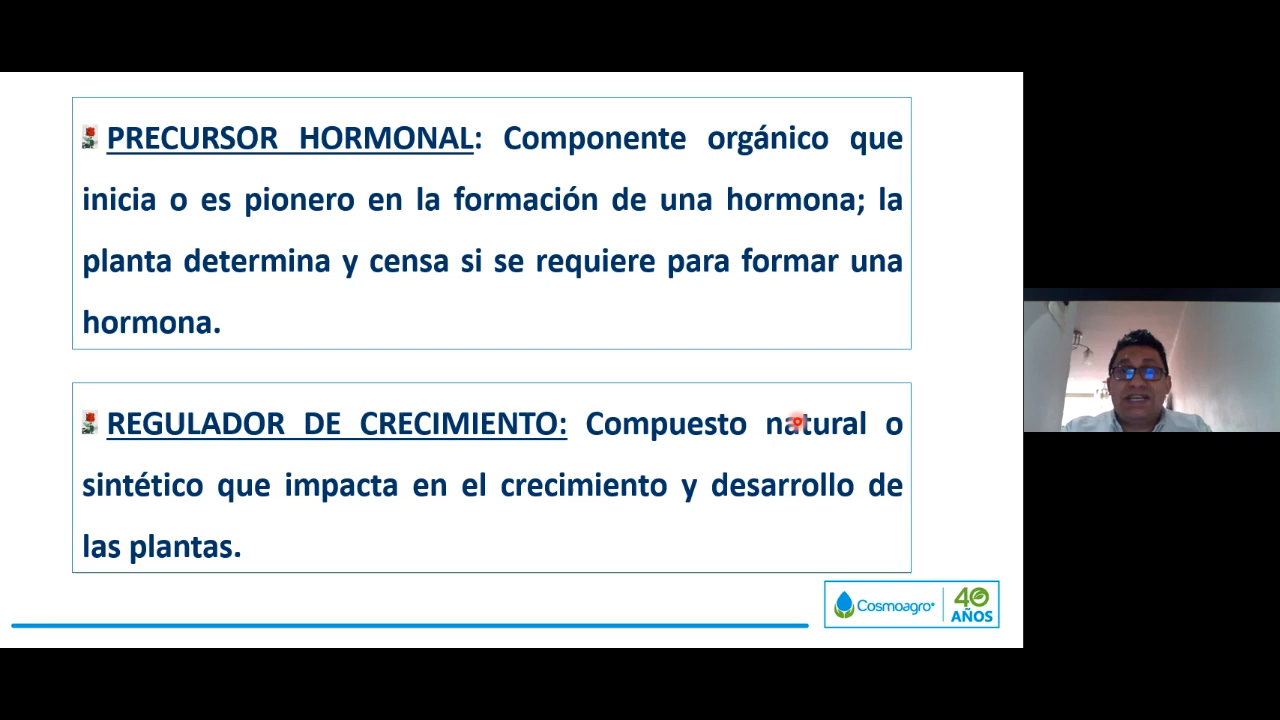 PRECURSOR HORMONAL: Componente orgánico que
inicia o es pionero en la formación de una hormona; la
planta determina y censa si se requiere para formar una
hormona.
REGULADOR DE CRECIMIENTO: Compuesto natural o
sintético que impacta en el crecimiento y desarrollo de
las plantas.
Cosmoagro
40
AÑOS